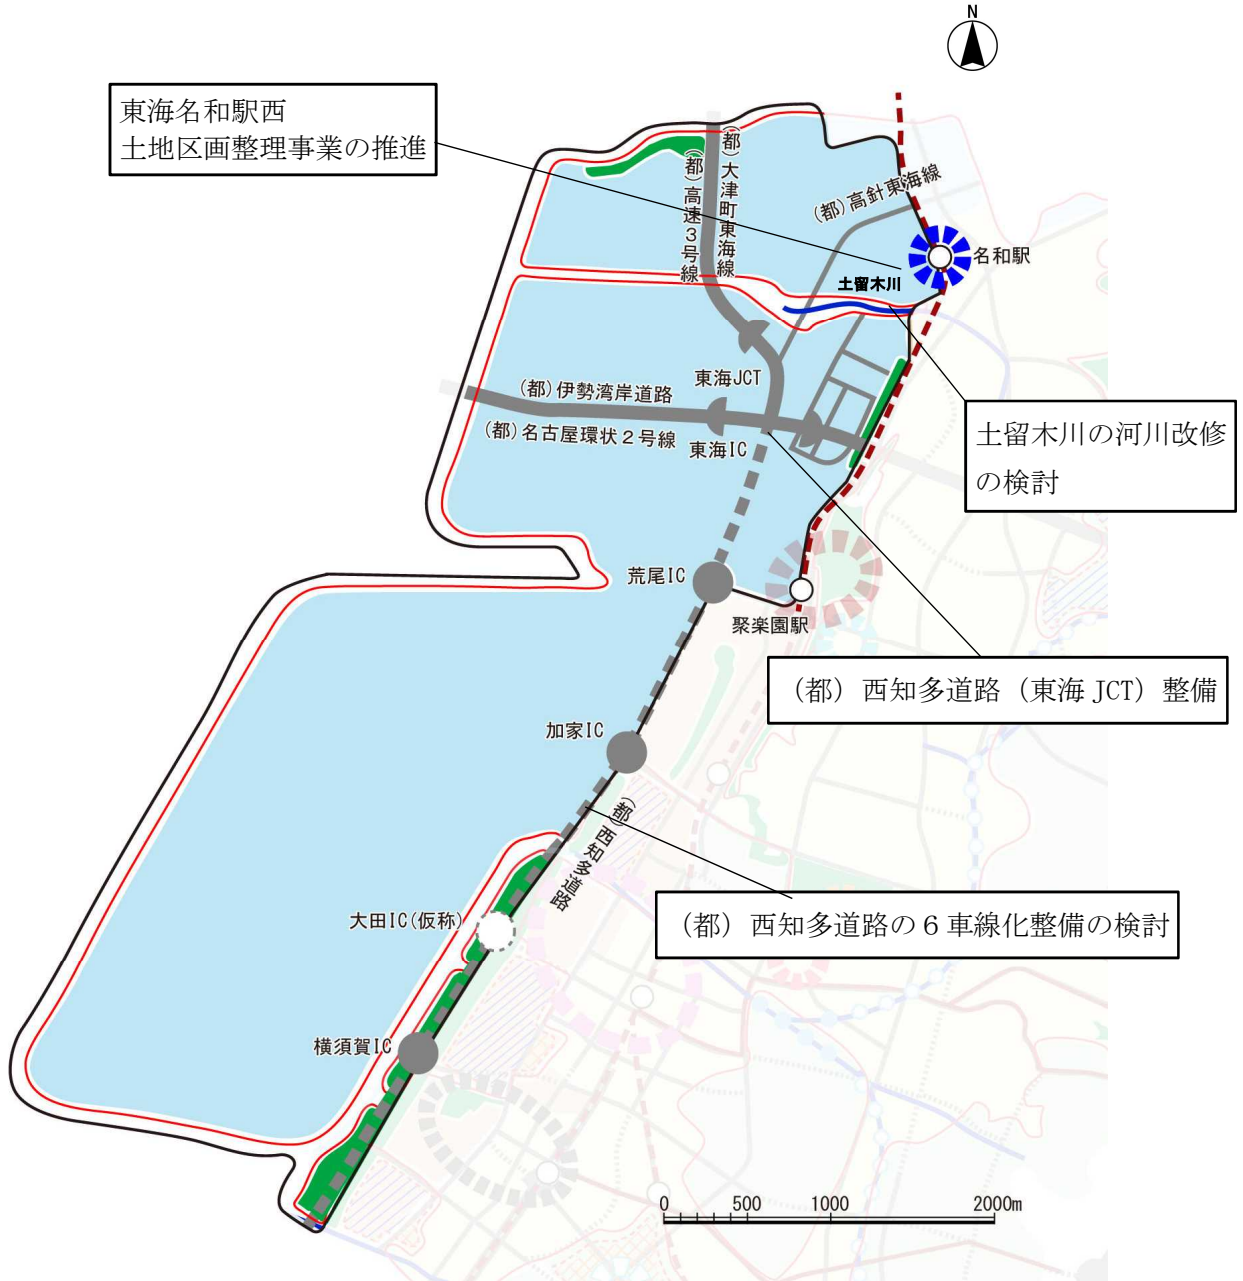 N
東海名和駅西
土地区画整理事業の推進
(都)大津町東海線
(都)高速3号線
(都)高針東海線
名和駅
土留木川
東海JCT
(都)伊勢湾岸道路
(都)名古屋環状2号線
東海IC
土留木川の河川改修
の検討
荒尾IC
聚楽園駅
(都)西知多道路(東海 JCT)整備
加家IC
(都)西知多道路
大田IC(仮称)
(都)西知多道路の6車線化整備の検討
横須賀IC
0 500 1000 2000m